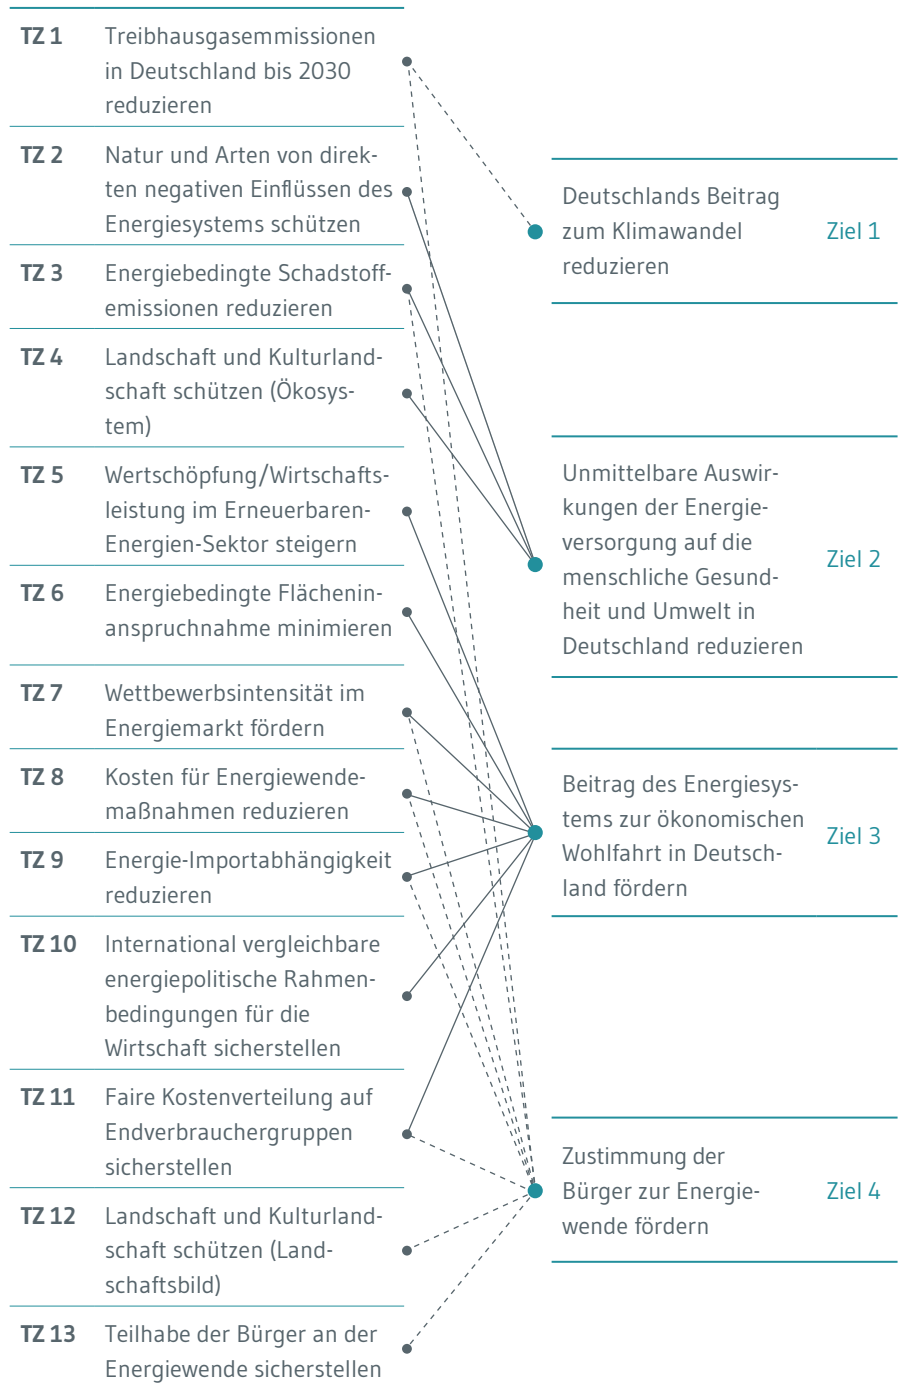 TZ 1 Treibhausgasemmissionen
in Deutschland bis 2030
reduzieren
TZ 2 Natur und Arten von direk-
ten negativen Einflüssen des
Energiesystems schützen
TZ 3 Energiebedingte Schadstoff-
emissionen reduzieren
TZ 4 Landschaft und Kulturland-
schaft schützen (Ökosys-
tem)
TZ 5 Wertschöpfung/Wirtschafts-
leistung im Erneuerbaren-
Energien-Sektor steigern
TZ 6 Energiebedingte Flächenin-
anspruchnahme minimieren
TZ 7 Wettbewerbsintensität im
Energiemarkt fördern
TZ 8 Kosten für Energiewende-
maßnahmen reduzieren
TZ 9 Energie-Importabhängigkeit
reduzieren
TZ 10 International vergleichbare
energiepolitische Rahmen-
bedingungen für die
Wirtschaft sicherstellen
TZ 11 Faire Kostenverteilung auf
Endverbrauchergruppen
sicherstellen
TZ 12 Landschaft und Kulturland-
schaft schützen (Land-
schaftsbild)
TZ 13 Teilhabe der Bürger an der
Energiewende sicherstellen
Deutschlands Beitrag
zum Klimawandel Ziel 1
reduzieren
Unmittelbare Auswir-
kungen der Energie-
versorgung auf die
menschliche Gesund- Ziel 2
heit und Umwelt in
Deutschland reduzieren
Beitrag des Energiesys-
tems zur ökonomischen
Wohlfahrt in Deutsch- Ziel 3
land fördern
Zustimmung der
Bürger zur Energie- Ziel 4
wende fördern